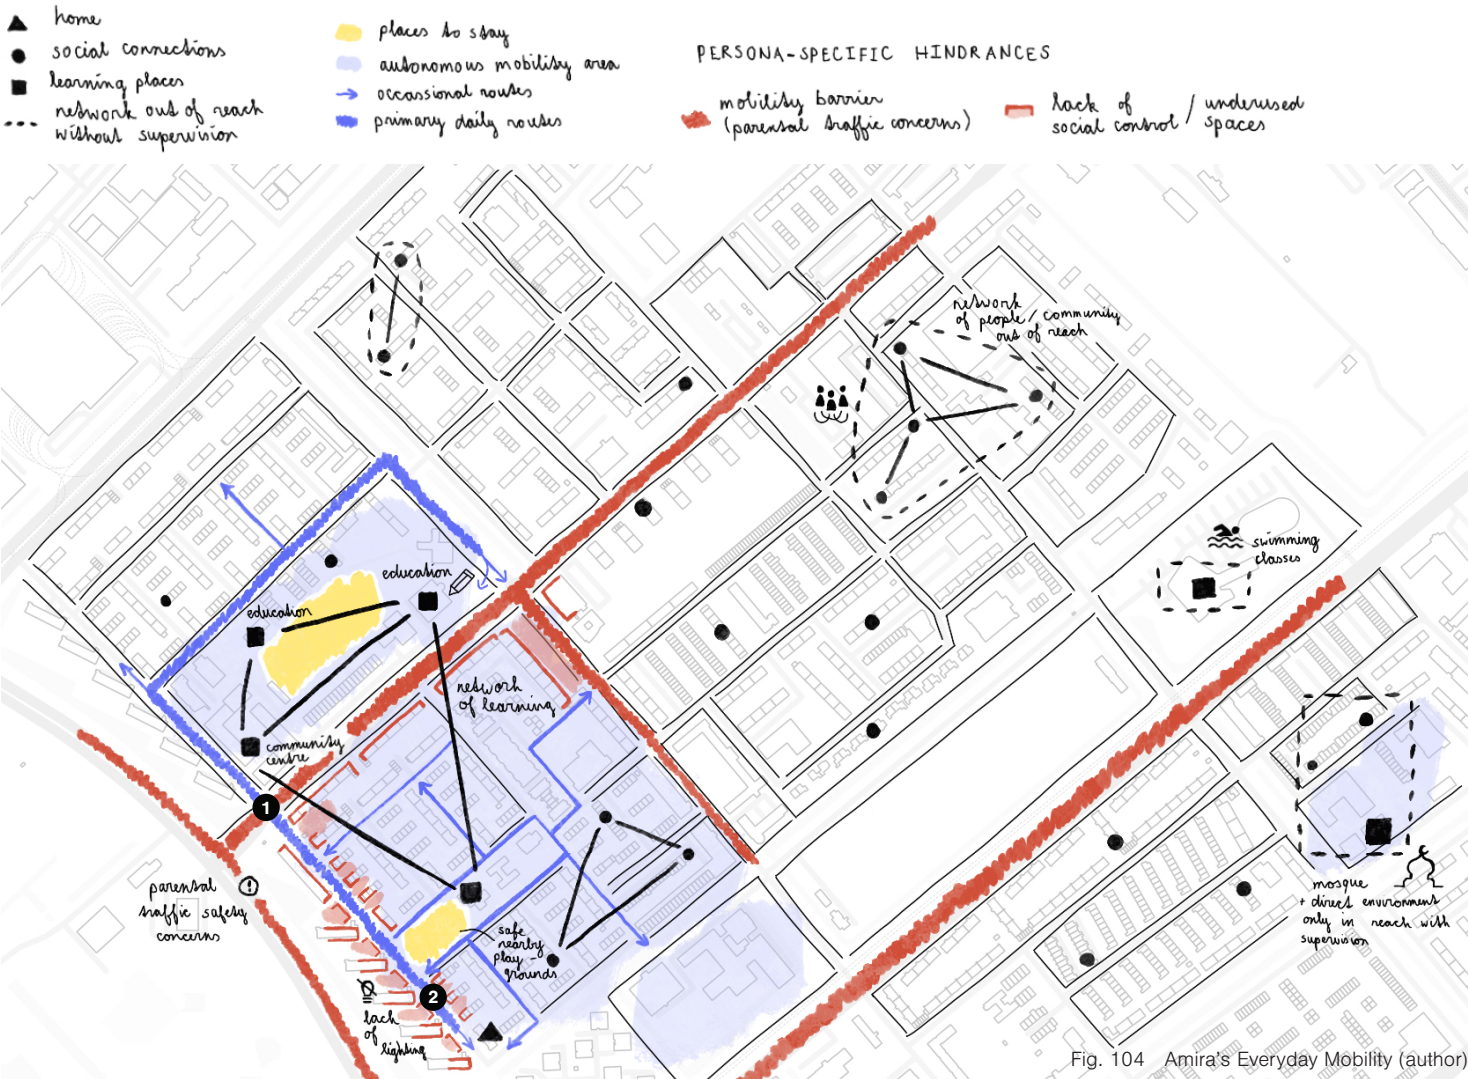 home
social connections
learning places
network out of reach
without supervision
places to stay
autonomous mobility area
occassional routes
primary daily routes
PERSONA-SPECIFIC HINDRANCES
mobility barrier
(parental traffic concerns)
lack of
social control / underused
spaces
network
of people / community
out of reach
swimming
classes
education
education
network
of learning
community
centre
1
parental
traffic safety
concerns
safe
nearby
play-
grounds
2
lack
of
lighting
mosque
+ direct environment
only in reach with
supervision
Fig. 104 Amira's Everyday Mobility (author)